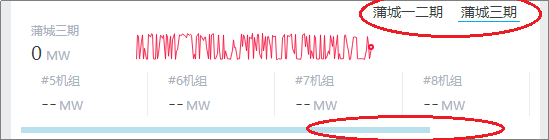 蒲城一二期 蒲城三期
蒲城三期
0 MW
#5机组 #6机组 #7机组 #8机组
-- MW -- MW -- MW -- MW